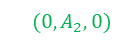 (0, A₂, 0)